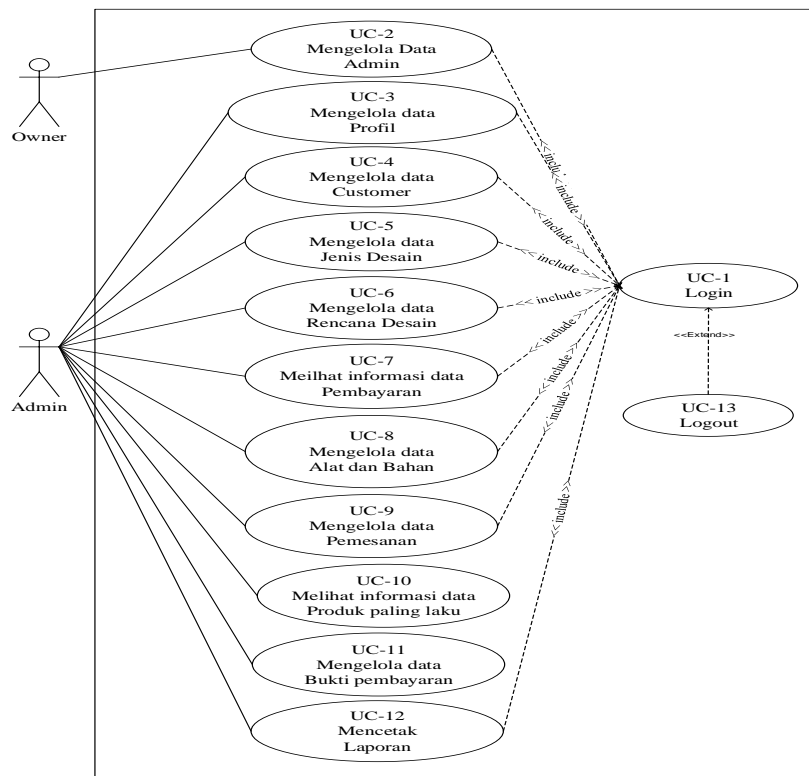 UC-2
Mengelola Data
Admin
Owner
UC-3
Mengelola data
Profil
UC-4
Mengelola data
Customer
UC-5
Mengelola data
Jenis Desain
UC-6
Mengelola data
Rencana Desain
UC-7
Meilhat informasi data
Pembayaran
UC-8
Mengelola data
Alat dan Bahan
UC-9
Mengelola data
Pemesanan
UC-10
Melihat informasi data
Produk paling laku
UC-11
Mengelola data
Bukti pembayaran
UC-12
Mencetak
Laporan
Admin
<< include >>
<< include >>
<< include >>
<< include >>
<< include >>
<< include >>
<< include >>
<< include >>
UC-1
Login
<<Extend>>
UC-13
Logout